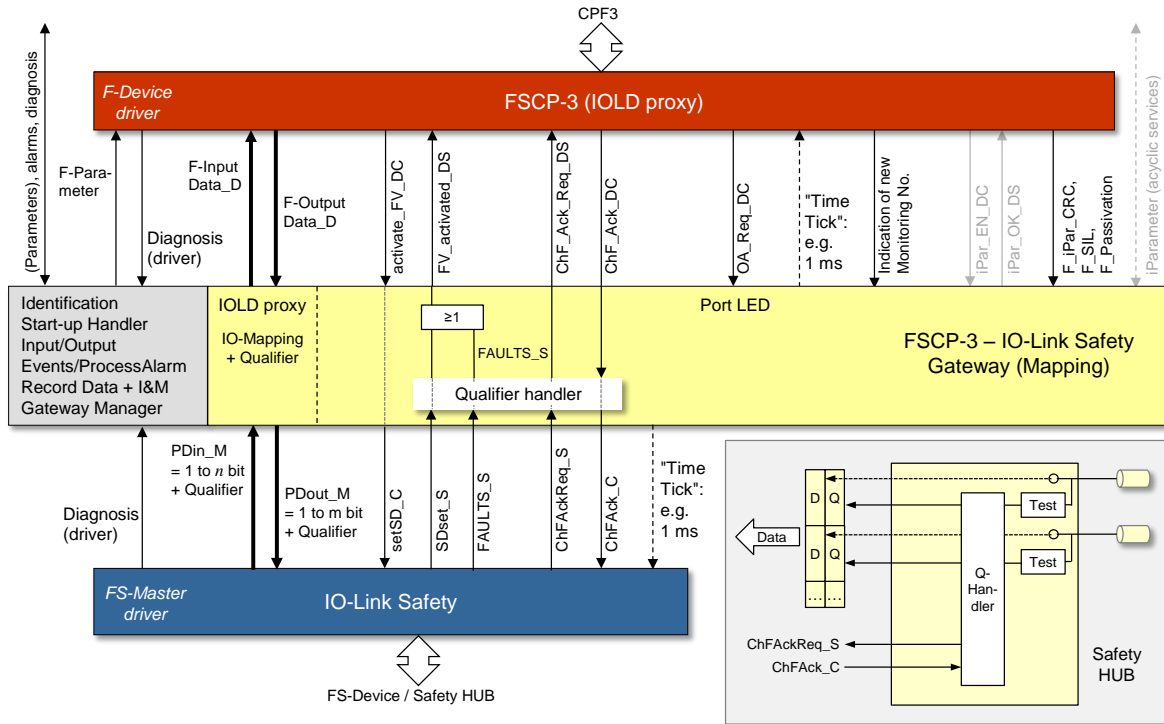 CPF3
F-Device
driver
FSCP-3 (IOLD proxy)
(Parameters), alarms, diagnosis
F-Para-
meter
Diagnosis
(driver)
F-Input
Data_D
F-Output
Data_D
activate_FV_DC
FV_activated_DS
ChF_Ack_Req_DS
ChF_Ack_DC
OA_Req_DC
"Time
Tick":
e.g.
1 ms
Indication of new
Monitoring No.
iPar_EN_DC
iPar_OK_DS
F_iPar_CRC,
F_SIL,
F_Passivation
iParameter (acyclic services)
Identification
Start-up Handler
Input/Output
Events/ProcessAlarm
Record Data + I&M
Gateway Manager
IOLD proxy
IO-Mapping
+ Qualifier
≥1
FAULTS_S
Qualifier handler
Port LED
FSCP-3 – IO-Link Safety
Gateway (Mapping)
Diagnosis
(driver)
PDin_M
= 1 to n bit
+ Qualifier
PDout_M
= 1 to m bit
+ Qualifier
setSD_C
SDset_S
FAULTS_S
ChFAckReq_S
ChFAck_C
"Time
Tick":
e.g.
1 ms
FS-Master
driver
IO-Link Safety
FS-Device / Safety HUB
D Q
Test
Data
D Q
Test
... ...
Q-
Han-
dler
ChFAckReq_S
ChFAck_C
Safety
HUB